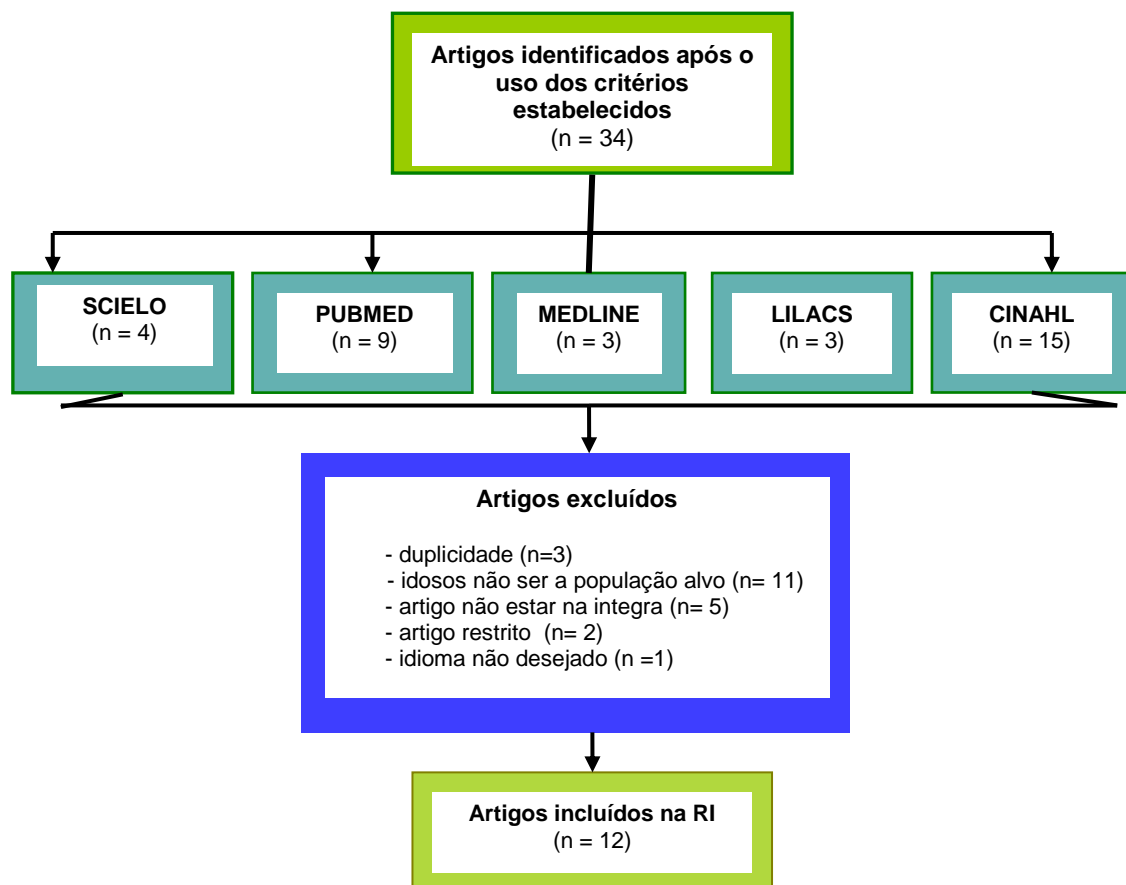 Artigos identificados após o
uso dos critérios
estabelecidos
(n = 34)
SCIELO
(n = 4)
PUBMED
(n = 9)
MEDLINE
(n = 3)
LILACS
(n = 3)
CINAHL
(n = 15)
Artigos excluídos
- duplicidade (n=3)
- idosos não ser a população alvo (n= 11)
- artigo não estar na integra (n= 5)
- artigo restrito (n= 2)
- idioma não desejado (n =1)
Artigos incluídos na RI
(n = 12)